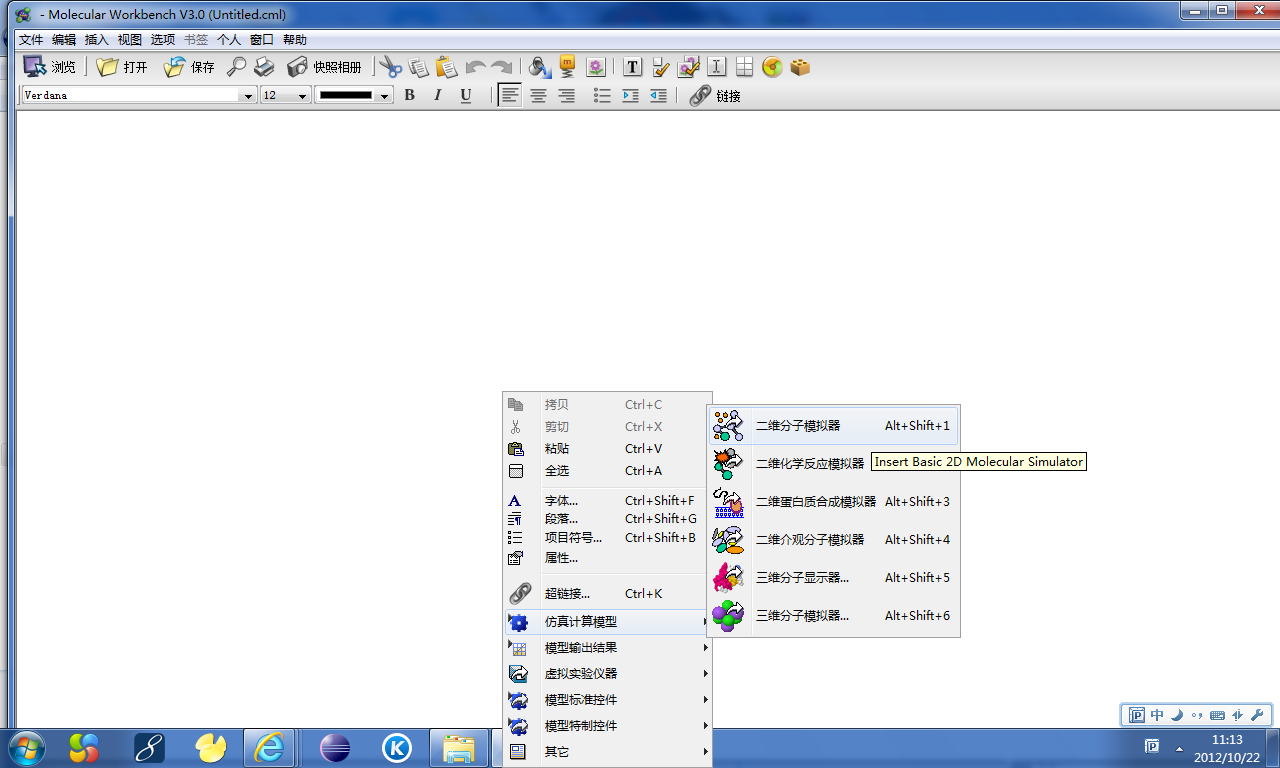 - Molecular Workbench V3.0 (Untitled.cml)
文件 编辑 插入 视图 选项 书签 个人 窗口 帮助
浏览 打开 保存 快照相册
Verdana 12 B I U 链接
拷贝 Ctrl+C
剪切 Ctrl+X
粘贴 Ctrl+V
全选 Ctrl+A
字体... Ctrl+Shift+F
段落... Ctrl+Shift+G
项目符号... Ctrl+Shift+B
属性...
超链接... Ctrl+K
仿真计算模型
模型输出结果
虚拟实验仪器
模型标准控件
模型特制控件
其它
二维分子模拟器 Alt+Shift+1
二维化学反应模拟器
Insert Basic 2D Molecular Simulator
二维蛋白质合成模拟器 Alt+Shift+3
二维介观分子模拟器 Alt+Shift+4
三维分子显示器... Alt+Shift+5
三维分子模拟器... Alt+Shift+6
中
11:13
2012/10/22